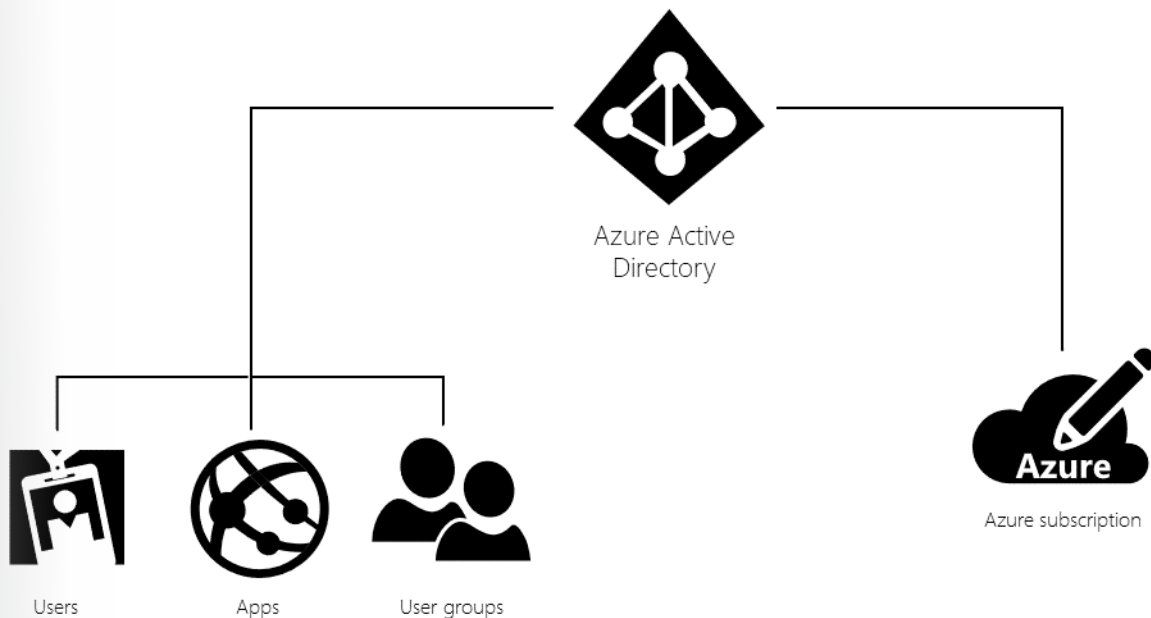 Azure Active
Directory
Azure
Azure subscription
Users
Apps
User groups